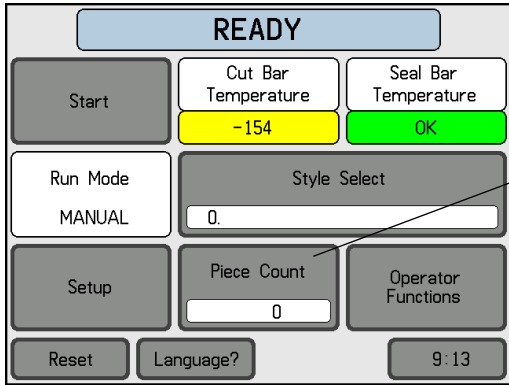 READY
Start
Cut Bar
Temperature
-154
Seal Bar
Temperature
OK
Run Mode
MANUAL
Style Select
0.
Setup
Piece Count
0
Operator
Functions
Reset
Language?
9:13